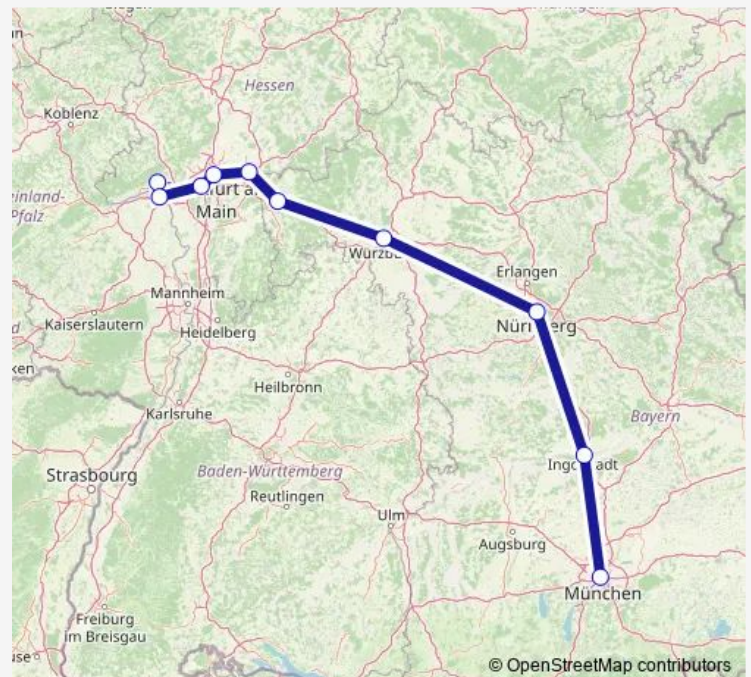 Hessen
Koblenz
Main
Erlangen
Mannheim
Kaiserslautern
Heidelberg
Heilbronn
Karlsruhe
Bayern
Strasbourg
Baden-Württemberg
Reutlingen
Ulm
Augsburg
München
Freiburg
im Breisgau
© OpenStreetMap contributors